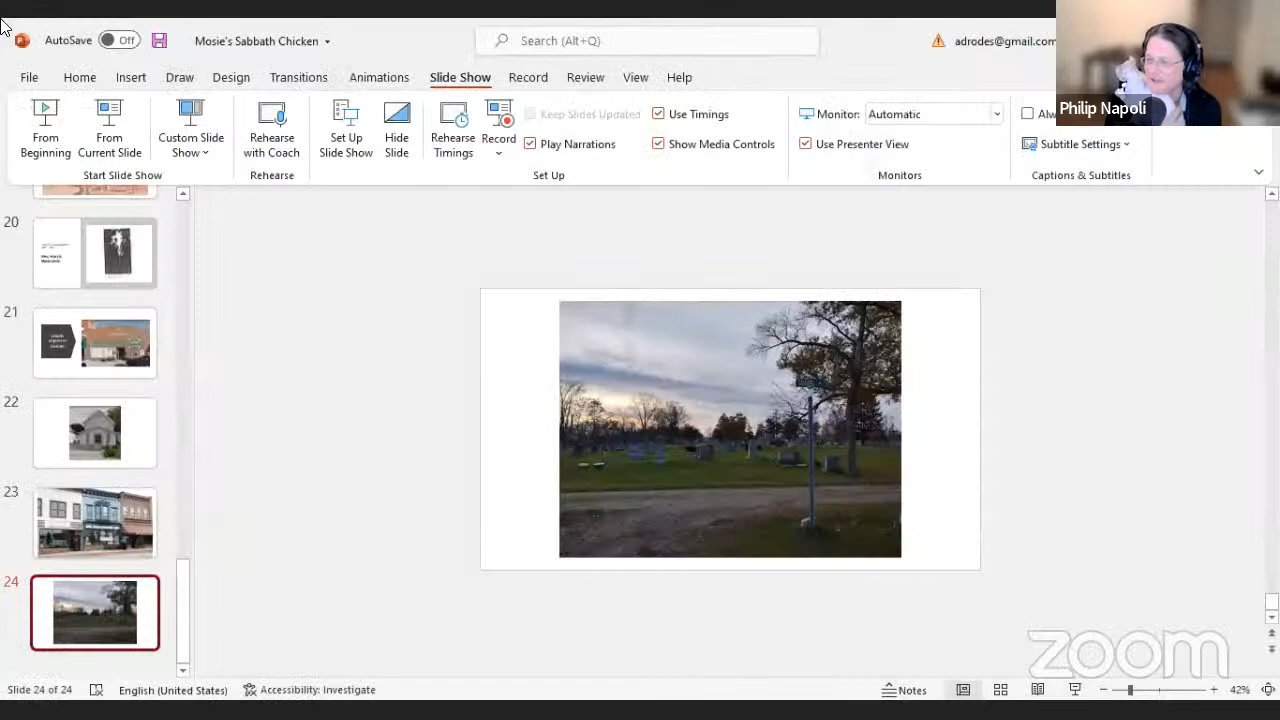 AutoSave Off Mosie's Sabbath Chicken Search (Alt+Q) adrodes@gmail.com
Philip Napoli
File Home Insert Draw Design Transitions Animations Slide Show Record Review View Help
From Beginning
From Current Slide
Custom Slide Show
Rehearse with Coach
Set Up Slide Show
Hide Slide
Rehearse Timings
Record
Keep Slides Updated
Play Narrations
Use Timings
Show Media Controls
Monitor: Automatic
Use Presenter View
Subtitle Settings
Start Slide Show Rehearse Set Up Monitors Captions & Subtitles
20
21
22
23
24
zoom
Slide 24 of 24 English (United States) Accessibility: Investigate Notes 42%